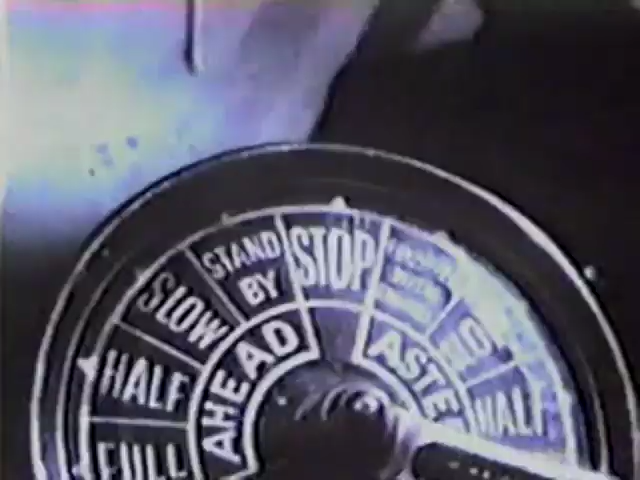 STAND
BY
STOP
SLOW
HALF
FULL
AHEAD
ASTE
HALF